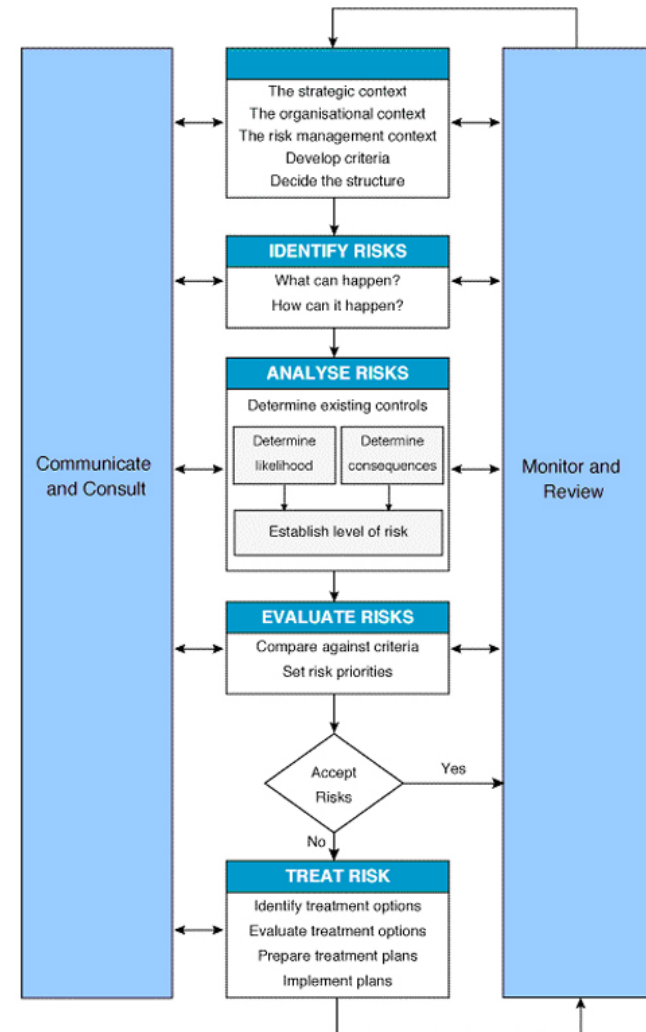 The strategic context
The organisational context
The risk management context
Develop criteria
Decide the structure
IDENTIFY RISKS
What can happen?
How can it happen?
ANALYSE RISKS
Determine existing controls
Determine
likelihood
Determine
consequences
Establish level of risk
Communicate
and Consult
Monitor and
Review
EVALUATE RISKS
Compare against criteria
Set risk priorities
Accept
Risks
Yes
No
TREAT RISK
Identify treatment options
Evaluate treatment options
Prepare treatment plans
Implement plans